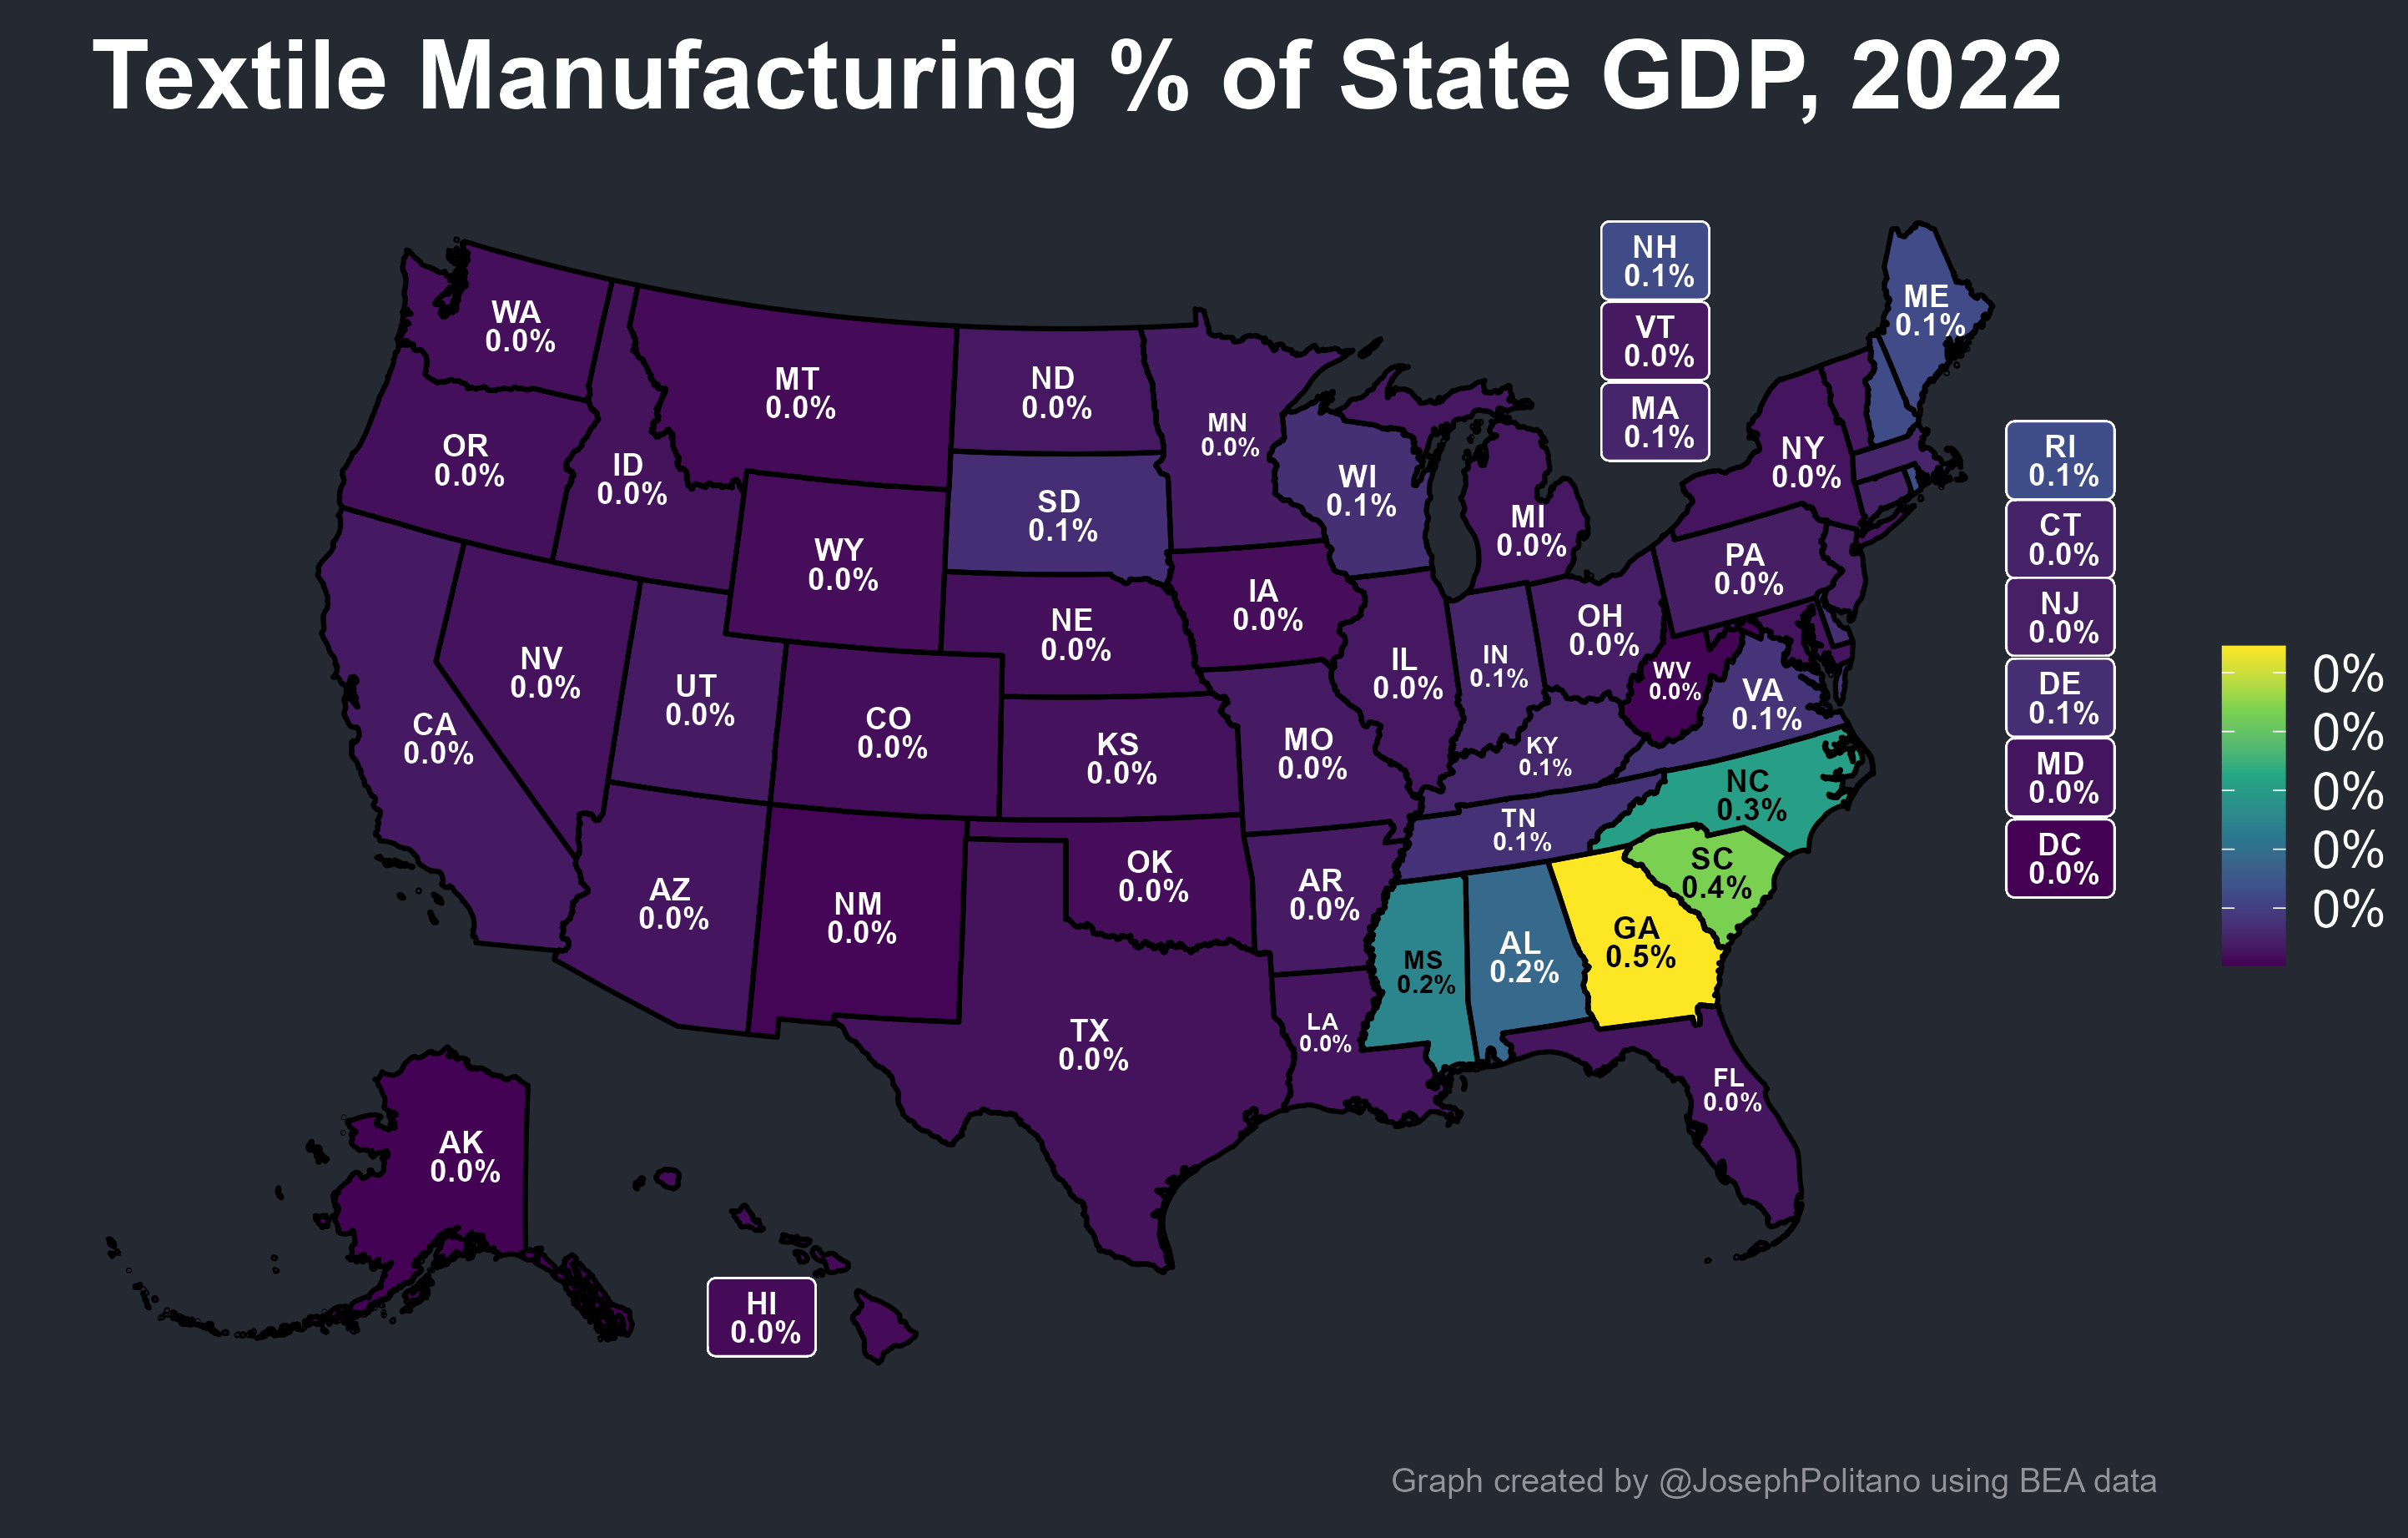 Textile Manufacturing % of State GDP, 2022
NH
0.1%
VT
0.0%
MA
0.1%
ME
0.1%
WA
0.0%
MT
0.0%
ND
0.0%
MN
0.0%
OR
0.0%
ID
0.0%
SD
0.1%
WI
0.1%
MI
0.0%
NY
0.0%
RI
0.1%
WY
0.0%
IA
0.0%
PA
0.0%
CT
0.0%
NE
0.0%
OH
0.0%
NJ
0.0%
NV
0.0%
UT
0.0%
IL
0.0%
IN
0.1%
WV
0.0%
VA
0.1%
DE
0.1%
CA
0.0%
CO
0.0%
KS
0.0%
MO
0.0%
KY
0.1%
MD
0.0%
NC
0.3%
TN
0.1%
DC
0.0%
AZ
0.0%
NM
0.0%
OK
0.0%
AR
0.0%
SC
0.4%
MS
0.2%
AL
0.2%
GA
0.5%
TX
0.0%
LA
0.0%
FL
0.0%
AK
0.0%
HI
0.0%
0%
0%
0%
0%
0%
Graph created by @JosephPolitano using BEA data